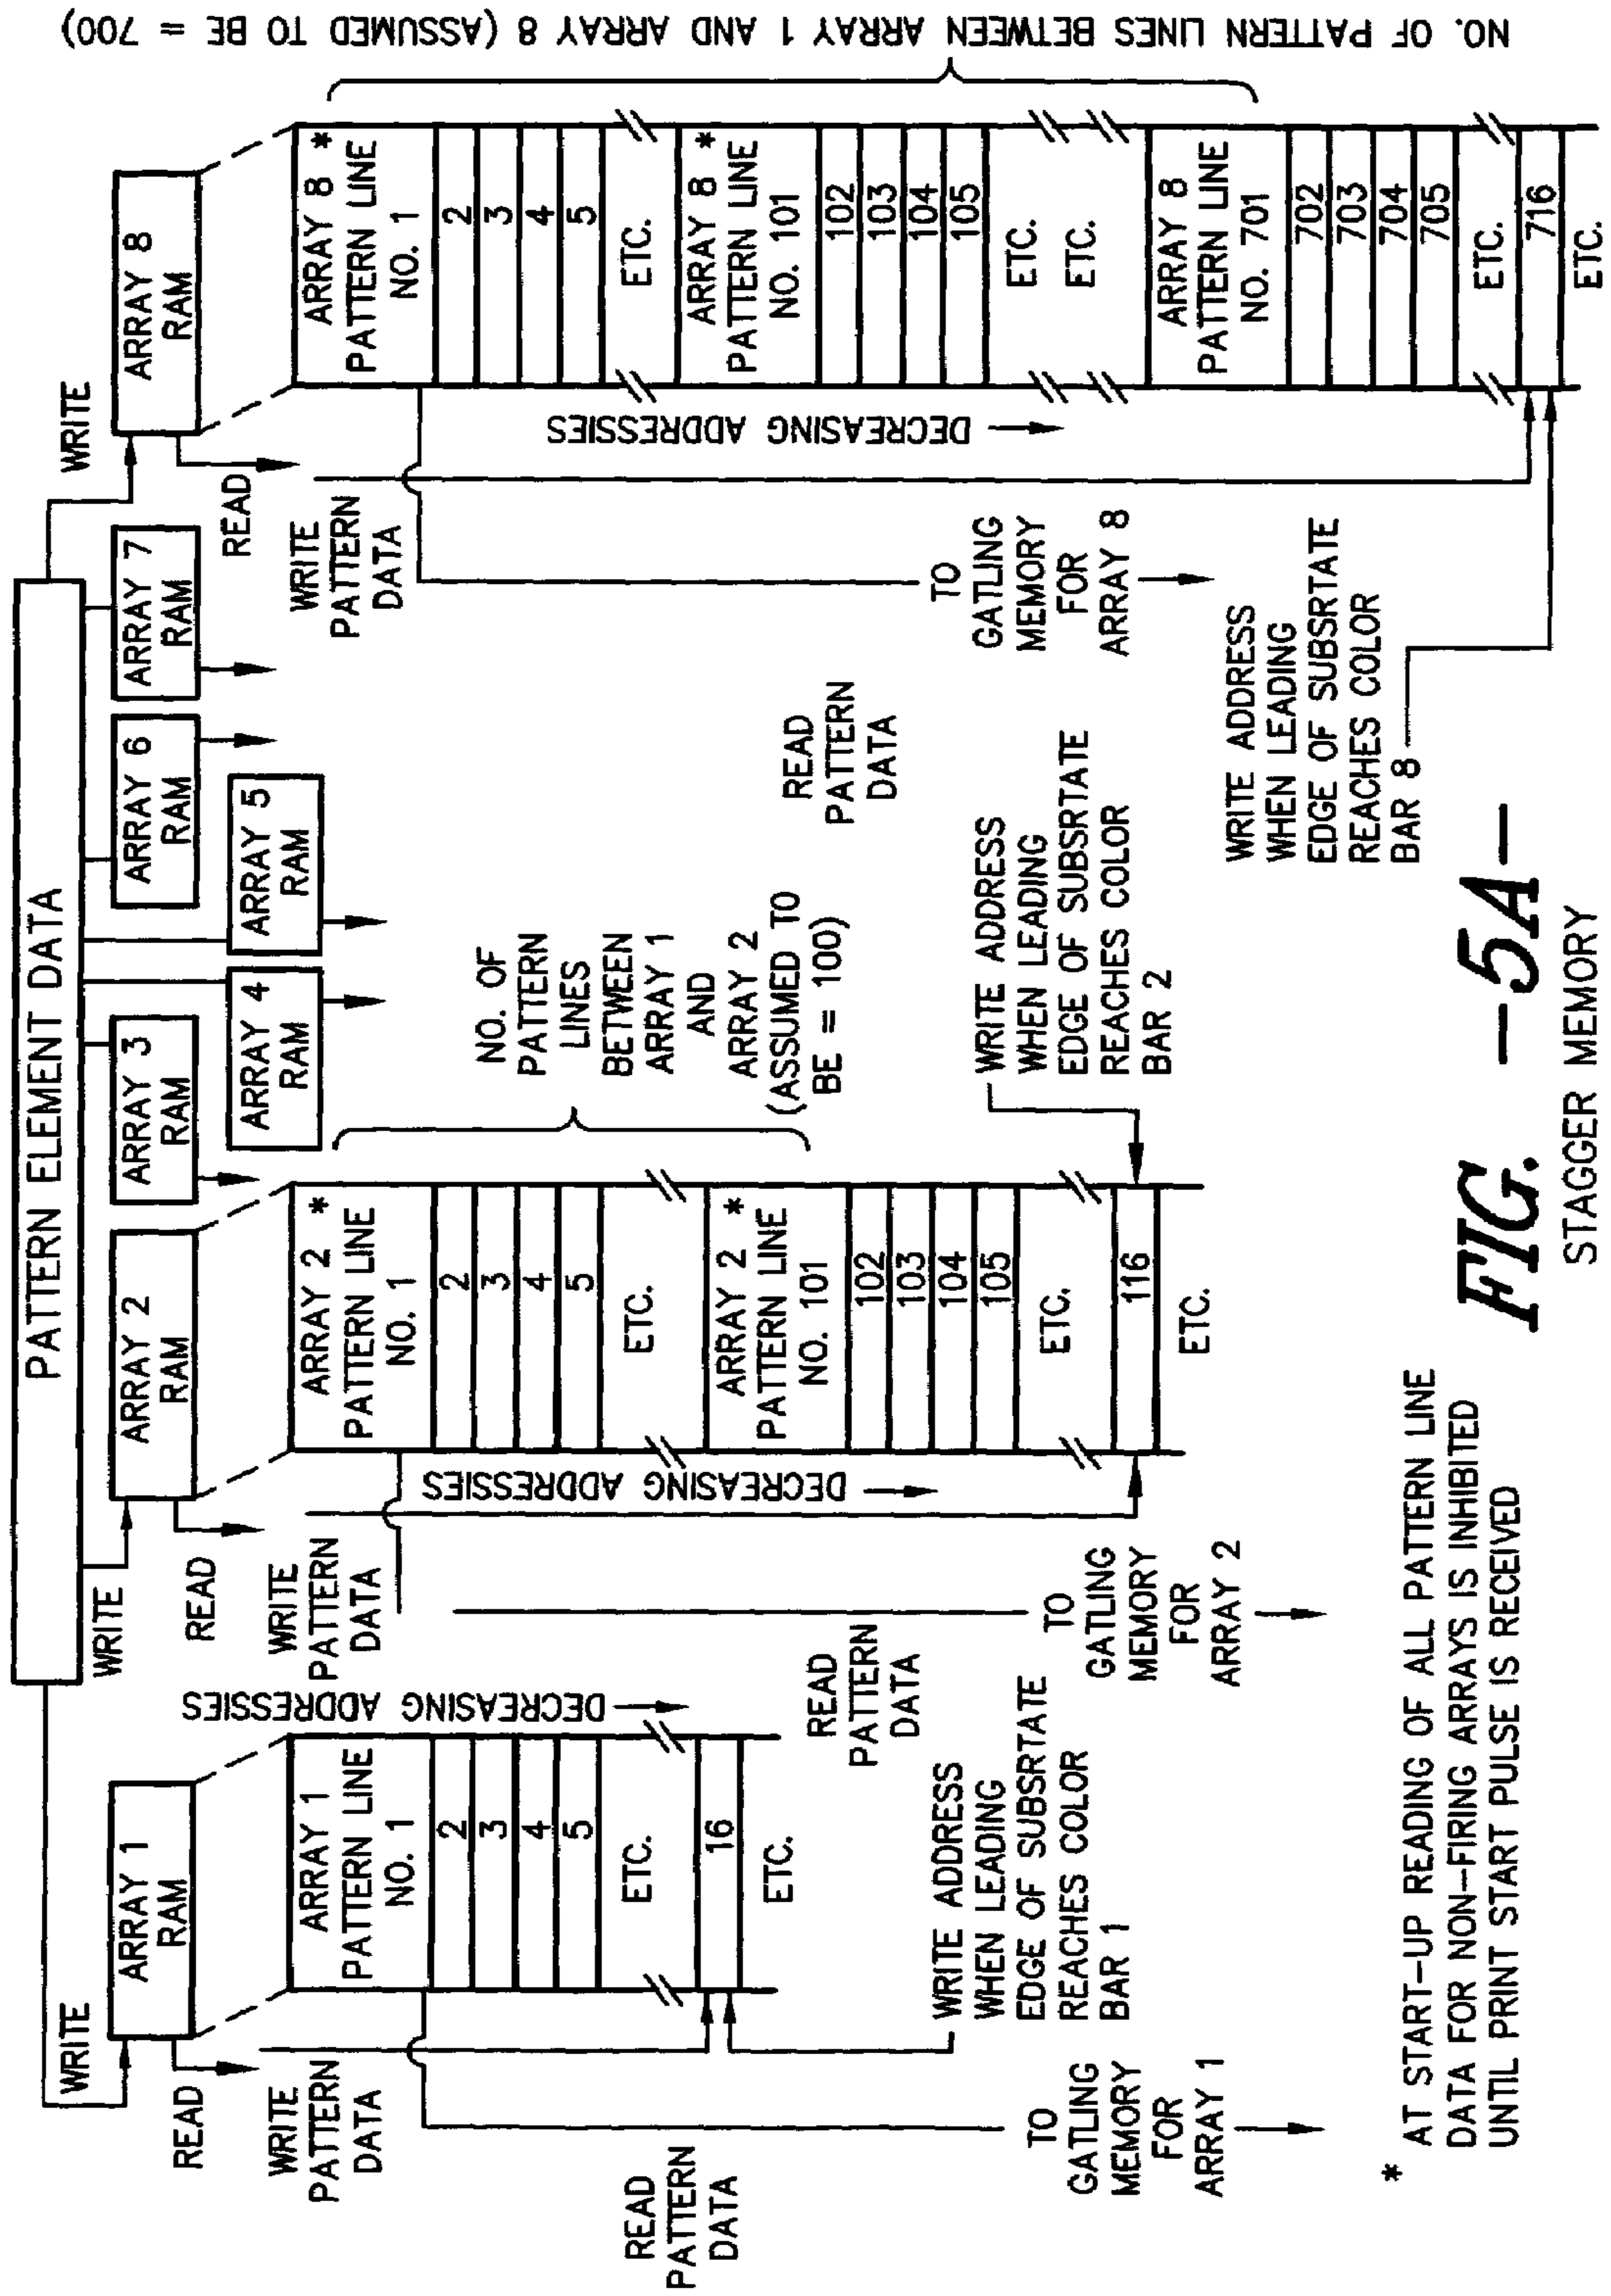 PATTERN ELEMENT DATA
WRITE
ARRAY 1
RAM
READ
WRITE
PATTERN
DATA
ARRAY 1
PATTERN LINE
NO. 1
2
3
4
5
ETC.
16
ETC.
DECREASING ADDRESSIES
READ
PATTERN
DATA
WRITE ADDRESS
WHEN LEADING
EDGE OF SUBSRTATE
REACHES COLOR
BAR 1
TO
GATLING
MEMORY
FOR
ARRAY 1
WRITE
ARRAY 2
RAM
READ
WRITE
PATTERN
DATA
ARRAY 2 *
PATTERN LINE
NO. 1
2
3
4
5
ETC.
ARRAY 2 *
PATTERN LINE
NO. 101
102
103
104
105
ETC.
116
ETC.
DECREASING ADDRESSIES
READ
PATTERN
DATA
TO
GATLING
MEMORY
FOR
ARRAY 2
NO. OF
PATTERN
LINES
BETWEEN
ARRAY 1
AND
ARRAY 2
(ASSUMED TO
BE = 100)
WRITE ADDRESS
WHEN LEADING
EDGE OF SUBSRTATE
REACHES COLOR
BAR 2
ARRAY 3
RAM
ARRAY 4
RAM
ARRAY 5
RAM
ARRAY 6
RAM
ARRAY 7
RAM
WRITE
ARRAY 8
RAM
READ
WRITE
PATTERN
DATA
ARRAY 8 *
PATTERN LINE
NO. 1
2
3
4
5
ETC.
ARRAY 8 *
PATTERN LINE
NO. 101
102
103
104
105
ETC.
ETC.
ARRAY 8
PATTERN LINE
NO. 701
702
703
704
705
ETC.
716
ETC.
DECREASING ADDRESSIES
READ
PATTERN
DATA
TO
GATLING
MEMORY
FOR
ARRAY 8
WRITE ADDRESS
WHEN LEADING
EDGE OF SUBSRTATE
REACHES COLOR
BAR 8
NO. OF PATTERN LINES BETWEEN ARRAY 1 AND ARRAY 8 (ASSUMED TO BE = 700)
* AT START-UP READING OF ALL PATTERN LINE
DATA FOR NON-FIRING ARRAYS IS INHIBITED
UNTIL PRINT START PULSE IS RECEIVED
FIG. -5A-
STAGGER MEMORY